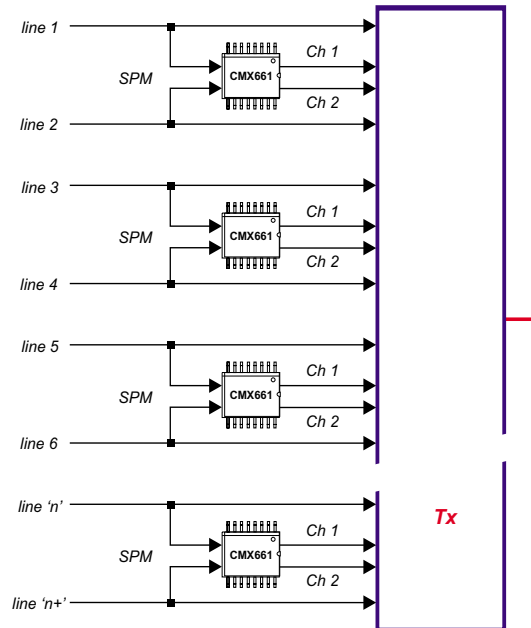 line 1
Ch 1
SPM
CMX661
Ch 2
line 2
line 3
Ch 1
SPM
CMX661
Ch 2
line 4
line 5
Ch 1
SPM
CMX661
Ch 2
line 6
line ‘n’
Tx
Ch 1
SPM
CMX661
Ch 2
line ‘n+’